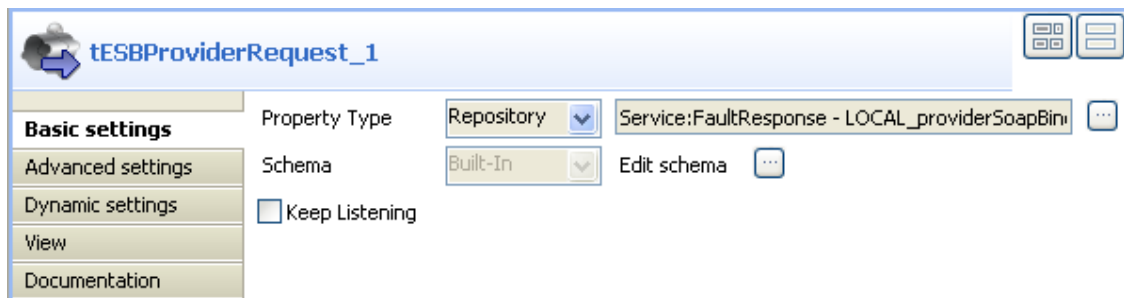 tESBProviderRequest_1
Basic settings
Advanced settings
Dynamic settings
View
Documentation
Property Type Repository Service:FaultResponse - LOCAL_providerSoapBin
Schema Built-In Edit schema
Keep Listening